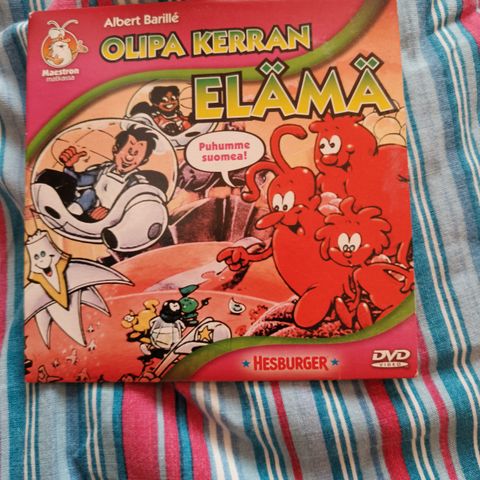 Albert Barillé
OLIPA KERRAN
ELÄMÄ
Maestron
matkassa
Puhumme
suomea!
HESBURGER
DVD
VIDEO